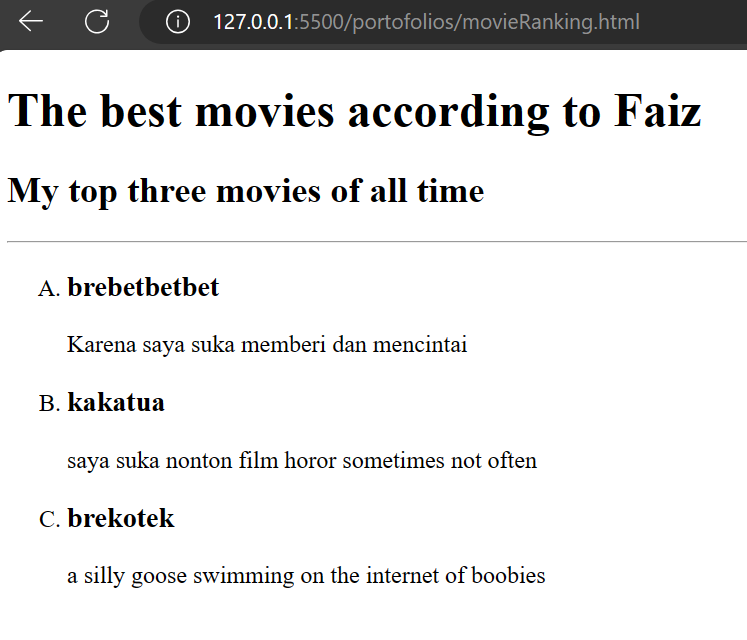 127.0.0.1:5500/portofolios/movieRanking.html
The best movies according to Faiz
My top three movies of all time
A. brebetbetbet
Karena saya suka memberi dan mencintai
B. kakatua
saya suka nonton film horor sometimes not often
C. brekotek
a silly goose swimming on the internet of boobies